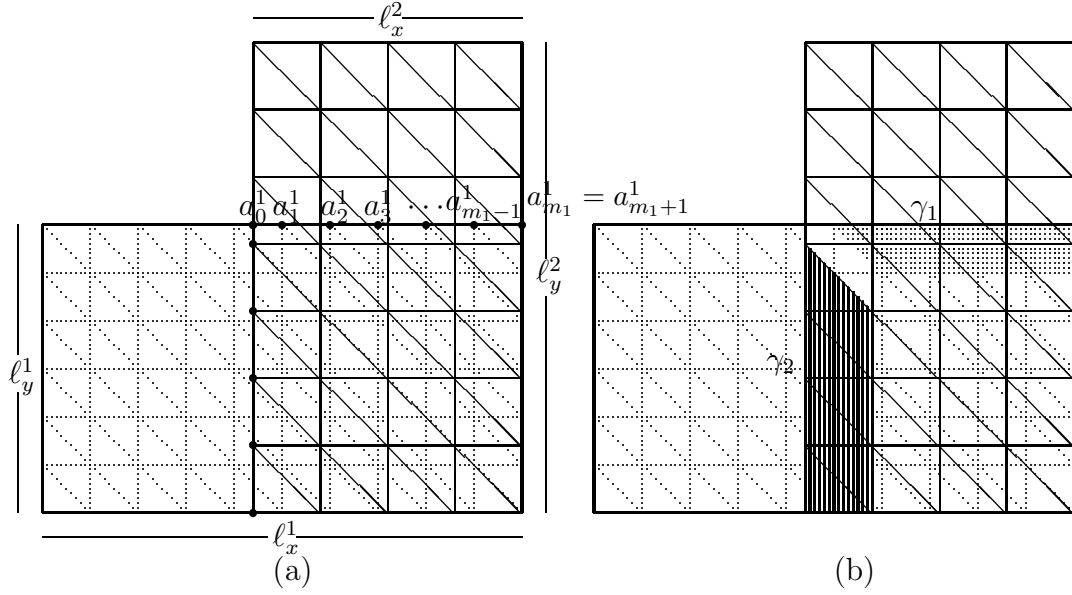 ℓ_x^2
a_0^1 a_1^1 a_2^1 a_3^1 ⋯ a_{m_1−1}^1 a_{m_1}^1 = a_{m_1+1}^1
γ_1
ℓ_y^2
ℓ_y^1
γ_2
ℓ_x^1
(a) (b)